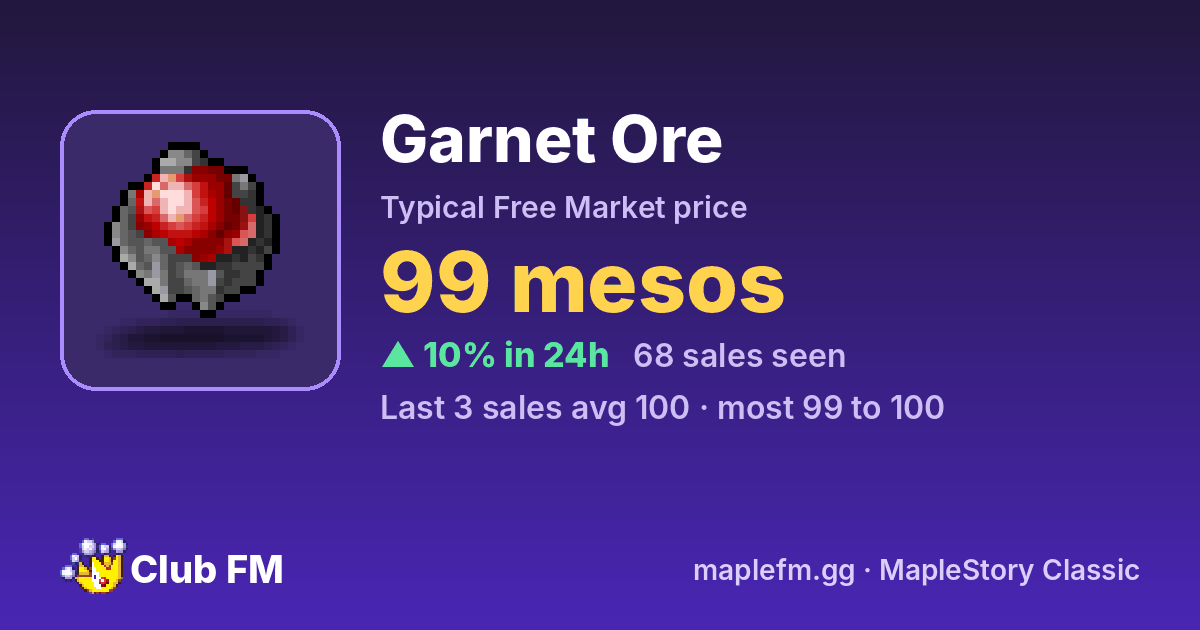 Garnet Ore
Typical Free Market price
99 mesos
▲ 10% in 24h 68 sales seen
Last 3 sales avg 100 · most 99 to 100
Club FM
maplefm.gg · MapleStory Classic